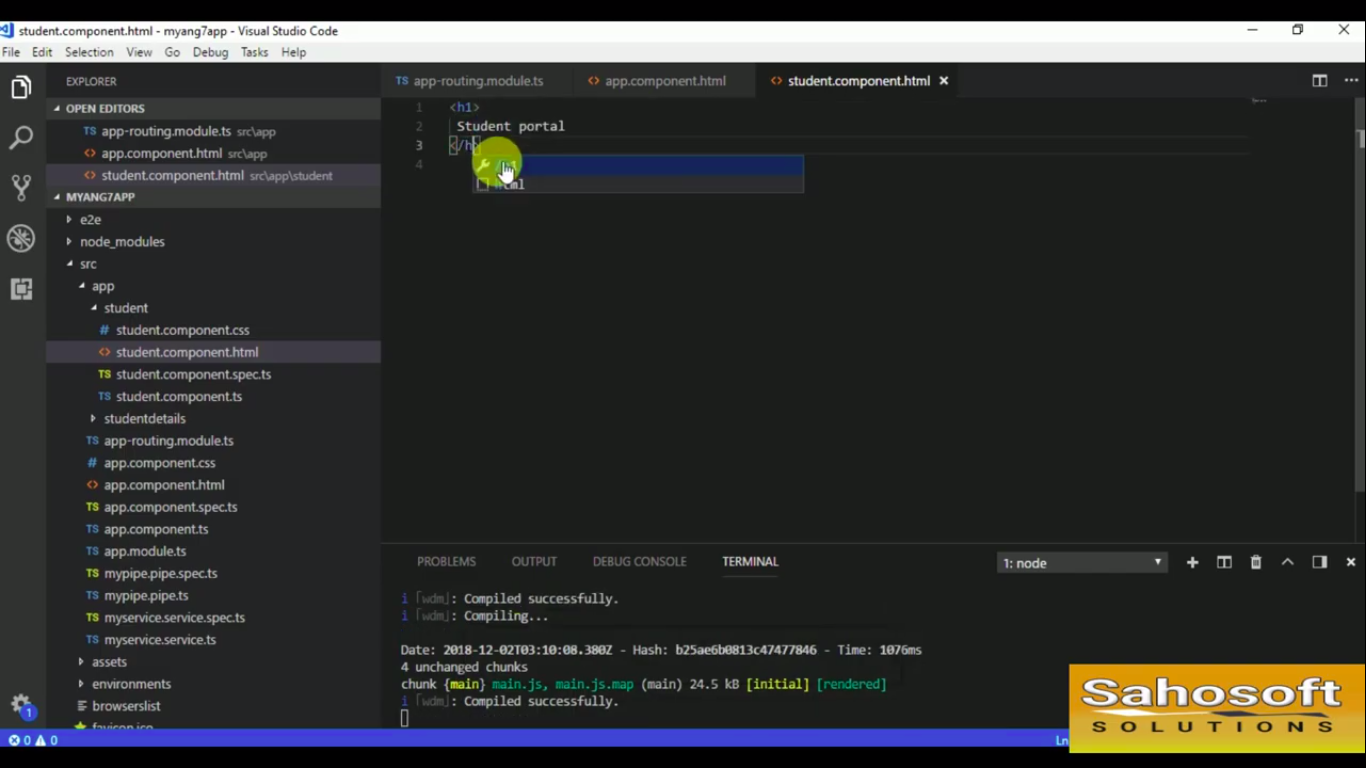 student.component.html - myang7app - Visual Studio Code
File Edit Selection View Go Debug Tasks Help
EXPLORER
OPEN EDITORS
TS app-routing.module.ts src\app
<> app.component.html src\app
<> student.component.html src\app\student
MYANG7APP
e2e
node_modules
src
app
student
# student.component.css
<> student.component.html
TS student.component.spec.ts
TS student.component.ts
studentdetails
TS app-routing.module.ts
# app.component.css
<> app.component.html
TS app.component.spec.ts
TS app.component.ts
TS app.module.ts
TS mypipe.pipe.spec.ts
TS mypipe.pipe.ts
TS myservice.service.spec.ts
TS myservice.service.ts
assets
environments
browserslist
favicon.ico
TS app-routing.module.ts <> app.component.html <> student.component.html
1 <h1>
2 Student portal
3 </h>
4
PROBLEMS OUTPUT DEBUG CONSOLE TERMINAL 1: node
i ｢wdm｣: Compiled successfully.
i ｢wdm｣: Compiling...
Date: 2018-12-02T03:10:08.380Z - Hash: b25ae6b0813c47477846 - Time: 1076ms
4 unchanged chunks
chunk {main} main.js, main.js.map (main) 24.5 kB [initial] [rendered]
i ｢wdm｣: Compiled successfully.
1
0 0
Ln
Sahosoft
SOLUTIONS